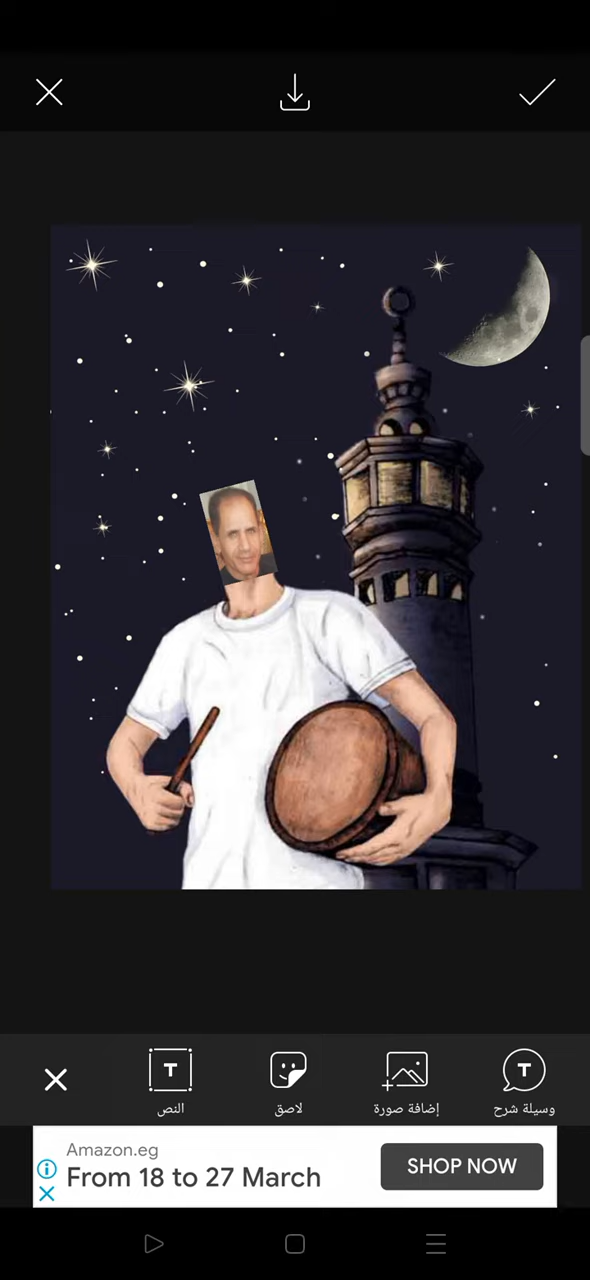 النص
لاصق
إضافة صورة
وسيلة شرح
Amazon.eg
From 18 to 27 March
SHOP NOW